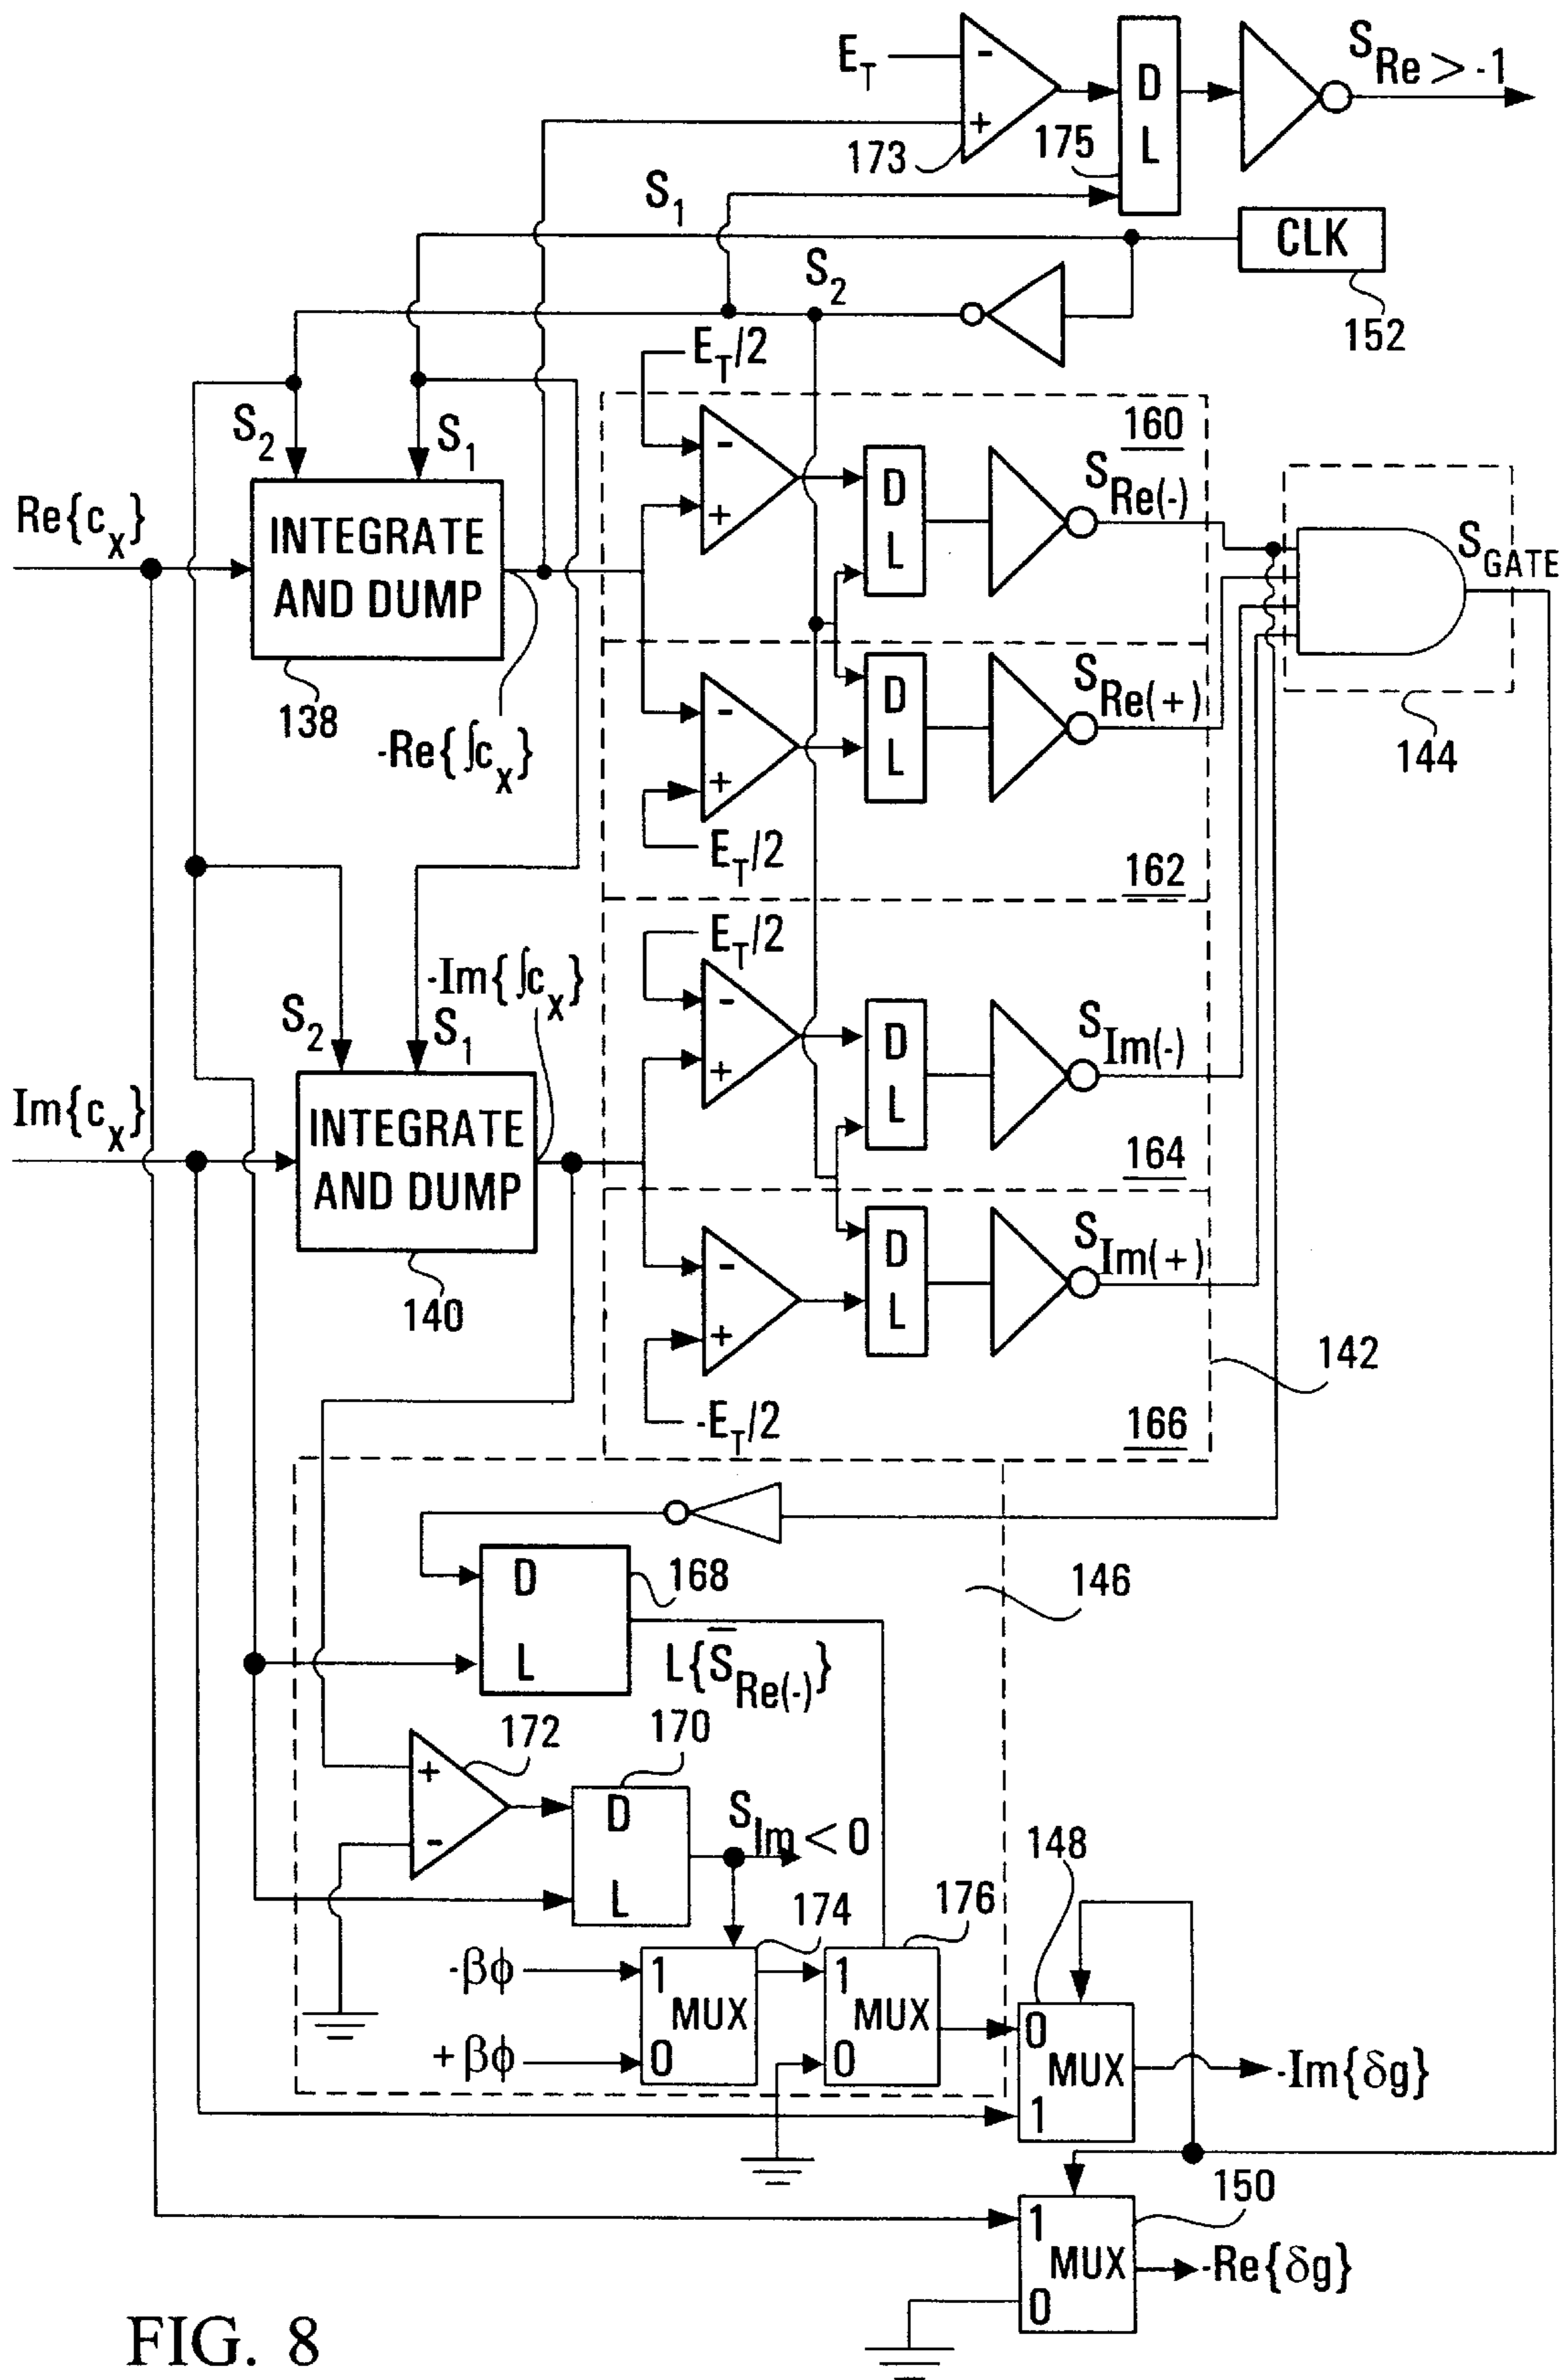 E_T
-
+
173
D
L
175
S_Re > -1
S_1
CLK
152
S_2
E_T/2
160
S_2
S_1
-
+
D
L
S_Re(-)
Re{c_x}
INTEGRATE
AND DUMP
S_GATE
138
-Re{∫c_x}
-
+
D
L
S_Re(+)
144
E_T/2
162
E_T/2
-Im{∫c_x}
S_2
S_1
-
+
D
L
S_Im(-)
Im{c_x}
INTEGRATE
AND DUMP
164
140
-
+
D
L
S_Im(+)
142
-E_T/2
166
D
L
168
146
L{S̅_Re(-)}
172
170
+
-
D
L
S_Im < 0
148
174
176
-βϕ
+βϕ
1
MUX
0
1
MUX
0
0
MUX
1
-Im{δg}
150
1
MUX
0
-Re{δg}
FIG. 8